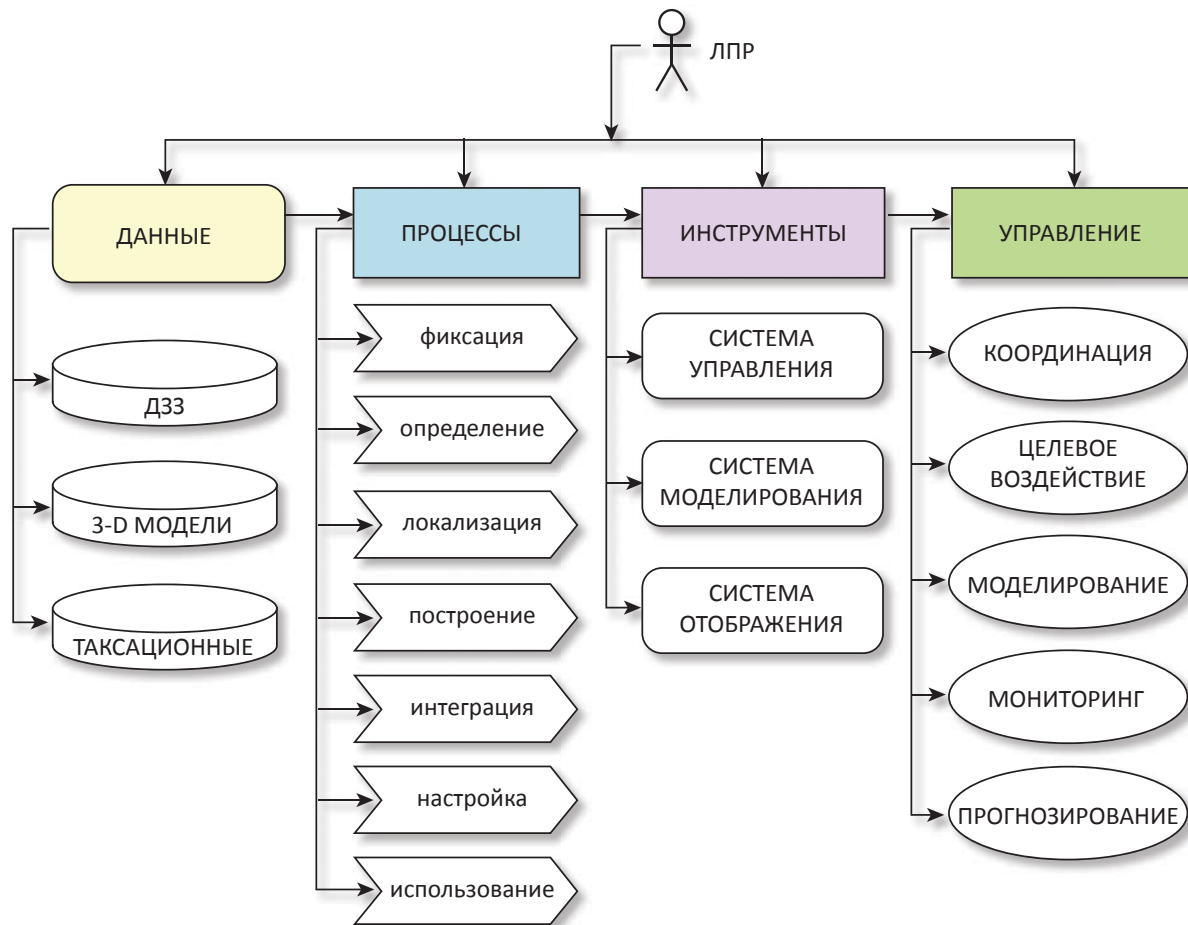 ЛПР
ДАННЫЕ
ПРОЦЕССЫ
ИНСТРУМЕНТЫ
УПРАВЛЕНИЕ
ДЗЗ
3-D МОДЕЛИ
ТАКСАЦИОННЫЕ
фиксация
определение
локализация
построение
интеграция
настройка
использование
СИСТЕМА
УПРАВЛЕНИЯ
СИСТЕМА
МОДЕЛИРОВАНИЯ
СИСТЕМА
ОТОБРАЖЕНИЯ
КООРДИНАЦИЯ
ЦЕЛЕВОЕ
ВОЗДЕЙСТВИЕ
МОДЕЛИРОВАНИЕ
МОНИТОРИНГ
ПРОГНОЗИРОВАНИЕ